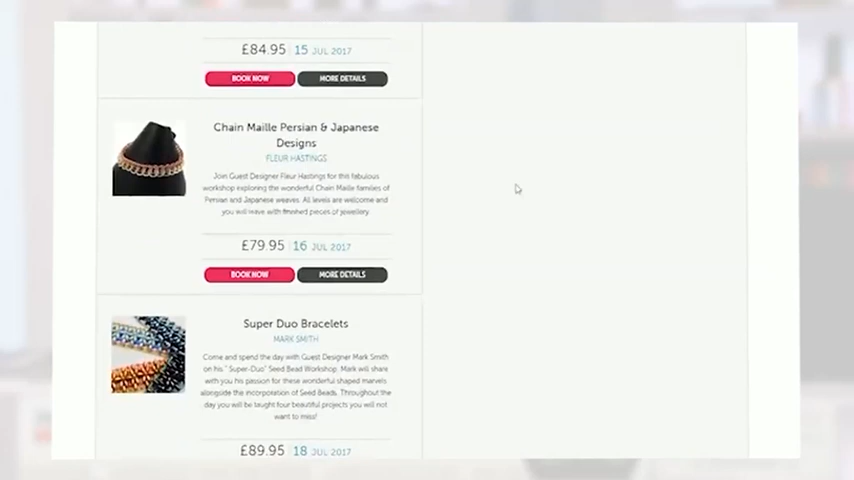 £84.95 15 JUL 2017
BOOK NOW MORE DETAILS
Chain Maille Persian & Japanese
Designs
FLEUR HASTINGS
Join Guest Designer Fleur Hastings for this fabulous
workshop exploring the wonderful Chain Maille families of
Persian and Japanese weaves. All levels are welcome and
you will leave with finished pieces of jewellery.
£79.95 16 JUL 2017
BOOK NOW MORE DETAILS
Super Duo Bracelets
MARK SMITH
Come and spend the day with Guest Designer Mark Smith
on his " Super-Duo" Seed Bead Workshop. Mark will share
with you his passion for these wonderful shaped marvels
alongside the incorporation of Seed Beads. Throughout the
day you will be taught four beautiful projects you will not
want to miss!
£89.95 18 JUL 2017